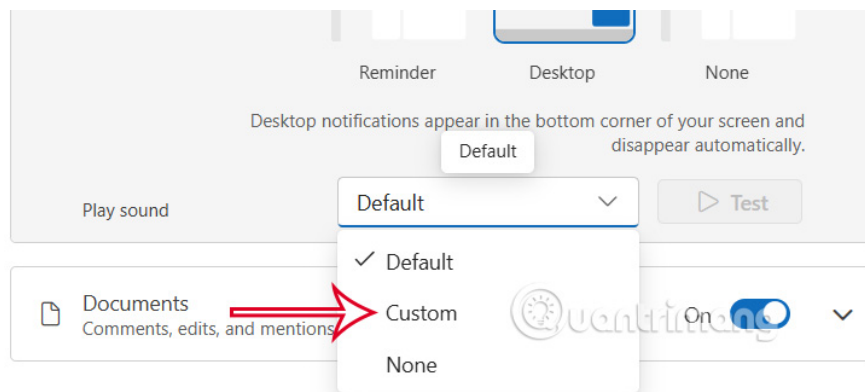 Reminder Desktop None
Desktop notifications appear in the bottom corner of your screen and
disappear automatically.
Default
Play sound Default Test
Default
Documents
Comments, edits, and mentions
Custom
On
None
Quantrimang